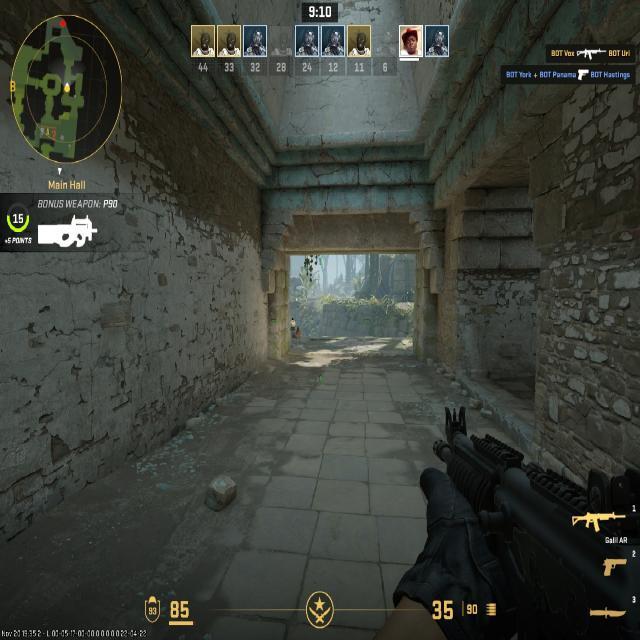 9:10
44 33 32 28 24 12 11 6
BOT Vox BOT Uri
BOT York + BOT Panama BOT Hastings
B
Main Hall
BONUS WEAPON: P90
15
+5 POINTS
1
Galil AR
2
3
93 85
35 90